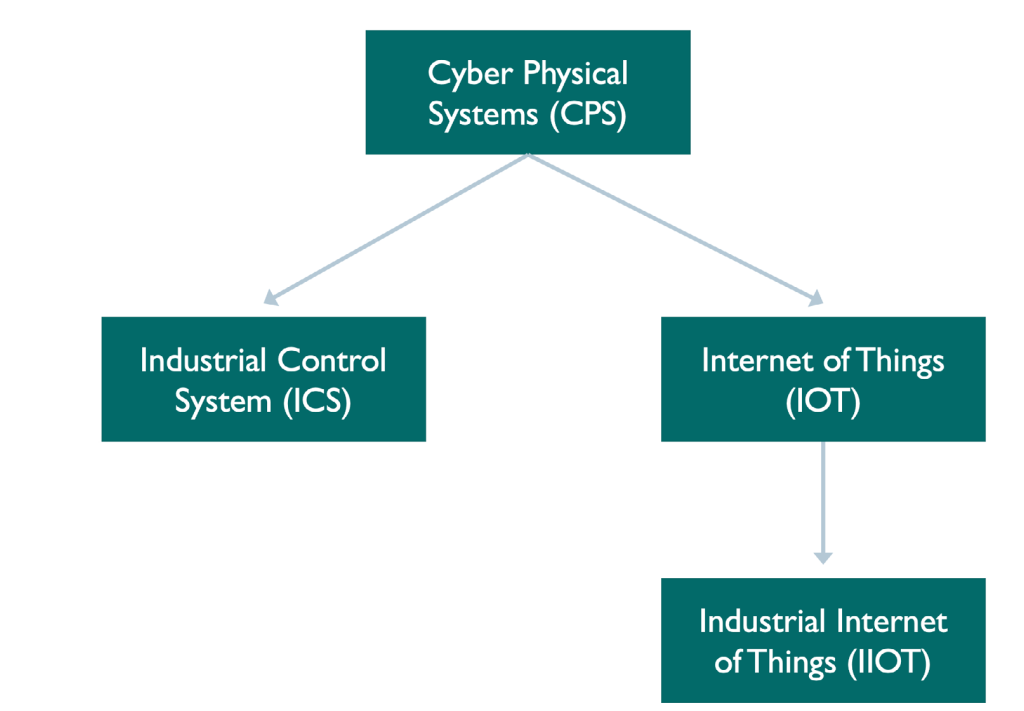 Cyber Physical
Systems (CPS)
Industrial Control
System (ICS)
Internet of Things
(IOT)
Industrial Internet
of Things (IIOT)